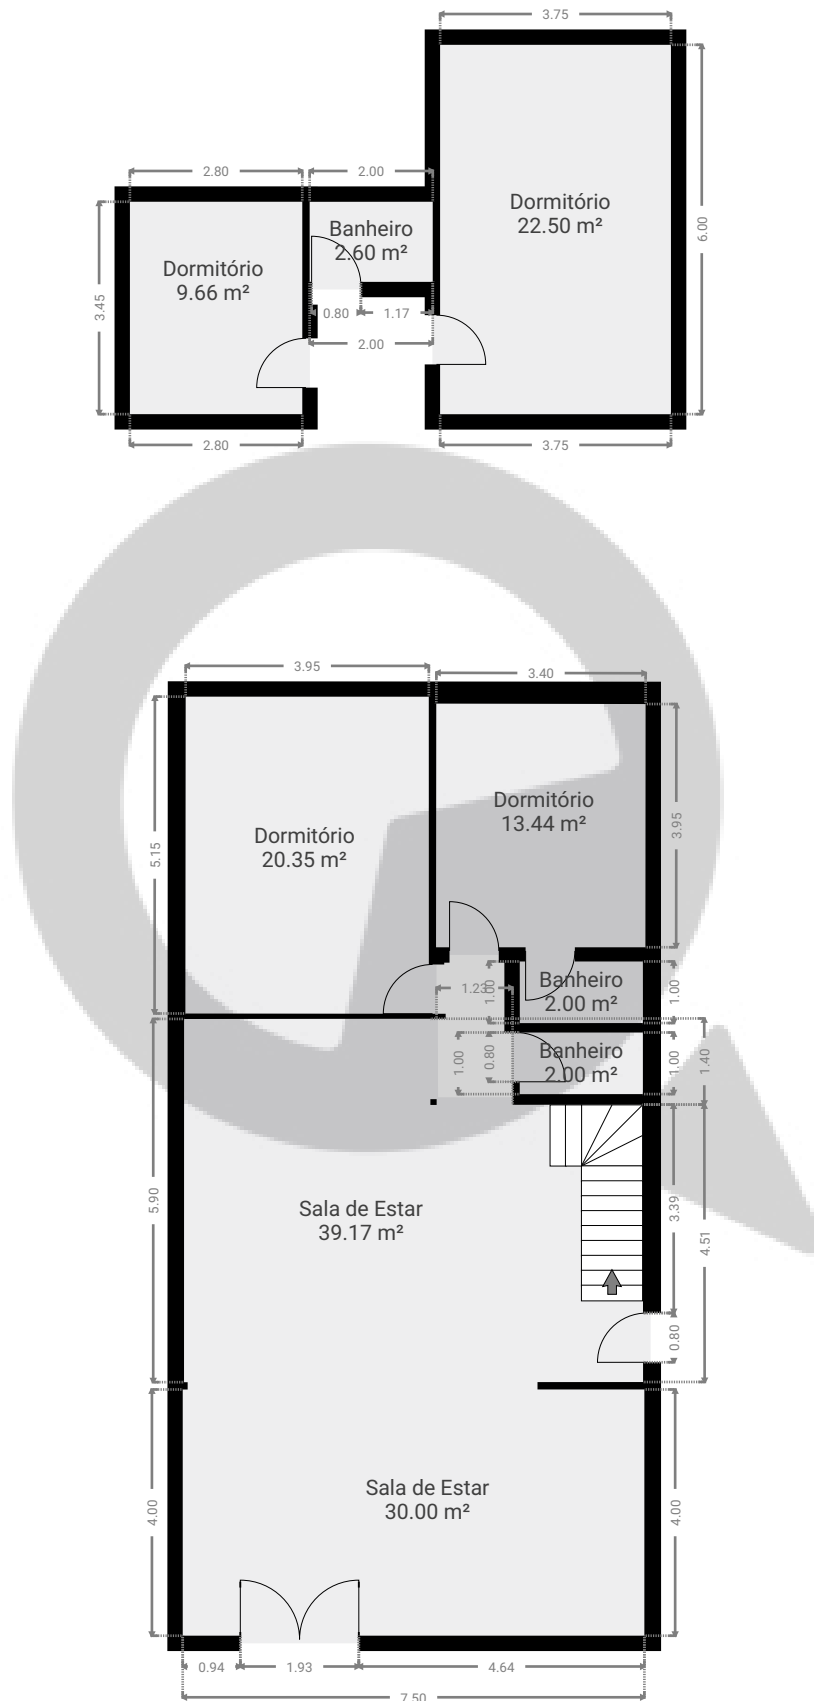 3.75
2.80
2.00
Dormitório
22.50 m²
6.00
Banheiro
2.60 m²
Dormitório
9.66 m²
3.45
0.80
1.17
2.00
2.80
3.75
3.95
3.40
Dormitório
13.44 m²
3.95
Dormitório
20.35 m²
5.15
1.23
1.00
Banheiro
2.00 m²
1.00
1.00
0.80
Banheiro
2.00 m²
1.00
1.40
5.90
Sala de Estar
39.17 m²
3.39
4.51
0.80
4.00
Sala de Estar
30.00 m²
4.00
0.94
1.93
4.64
7.50